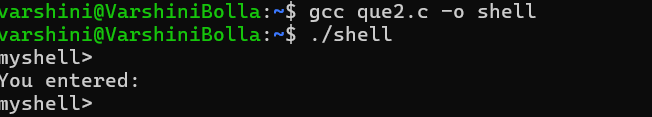 varshini@VarshiniBolla:~$ gcc que2.c -o shell
varshini@VarshiniBolla:~$ ./shell
myshell>
You entered:
myshell>